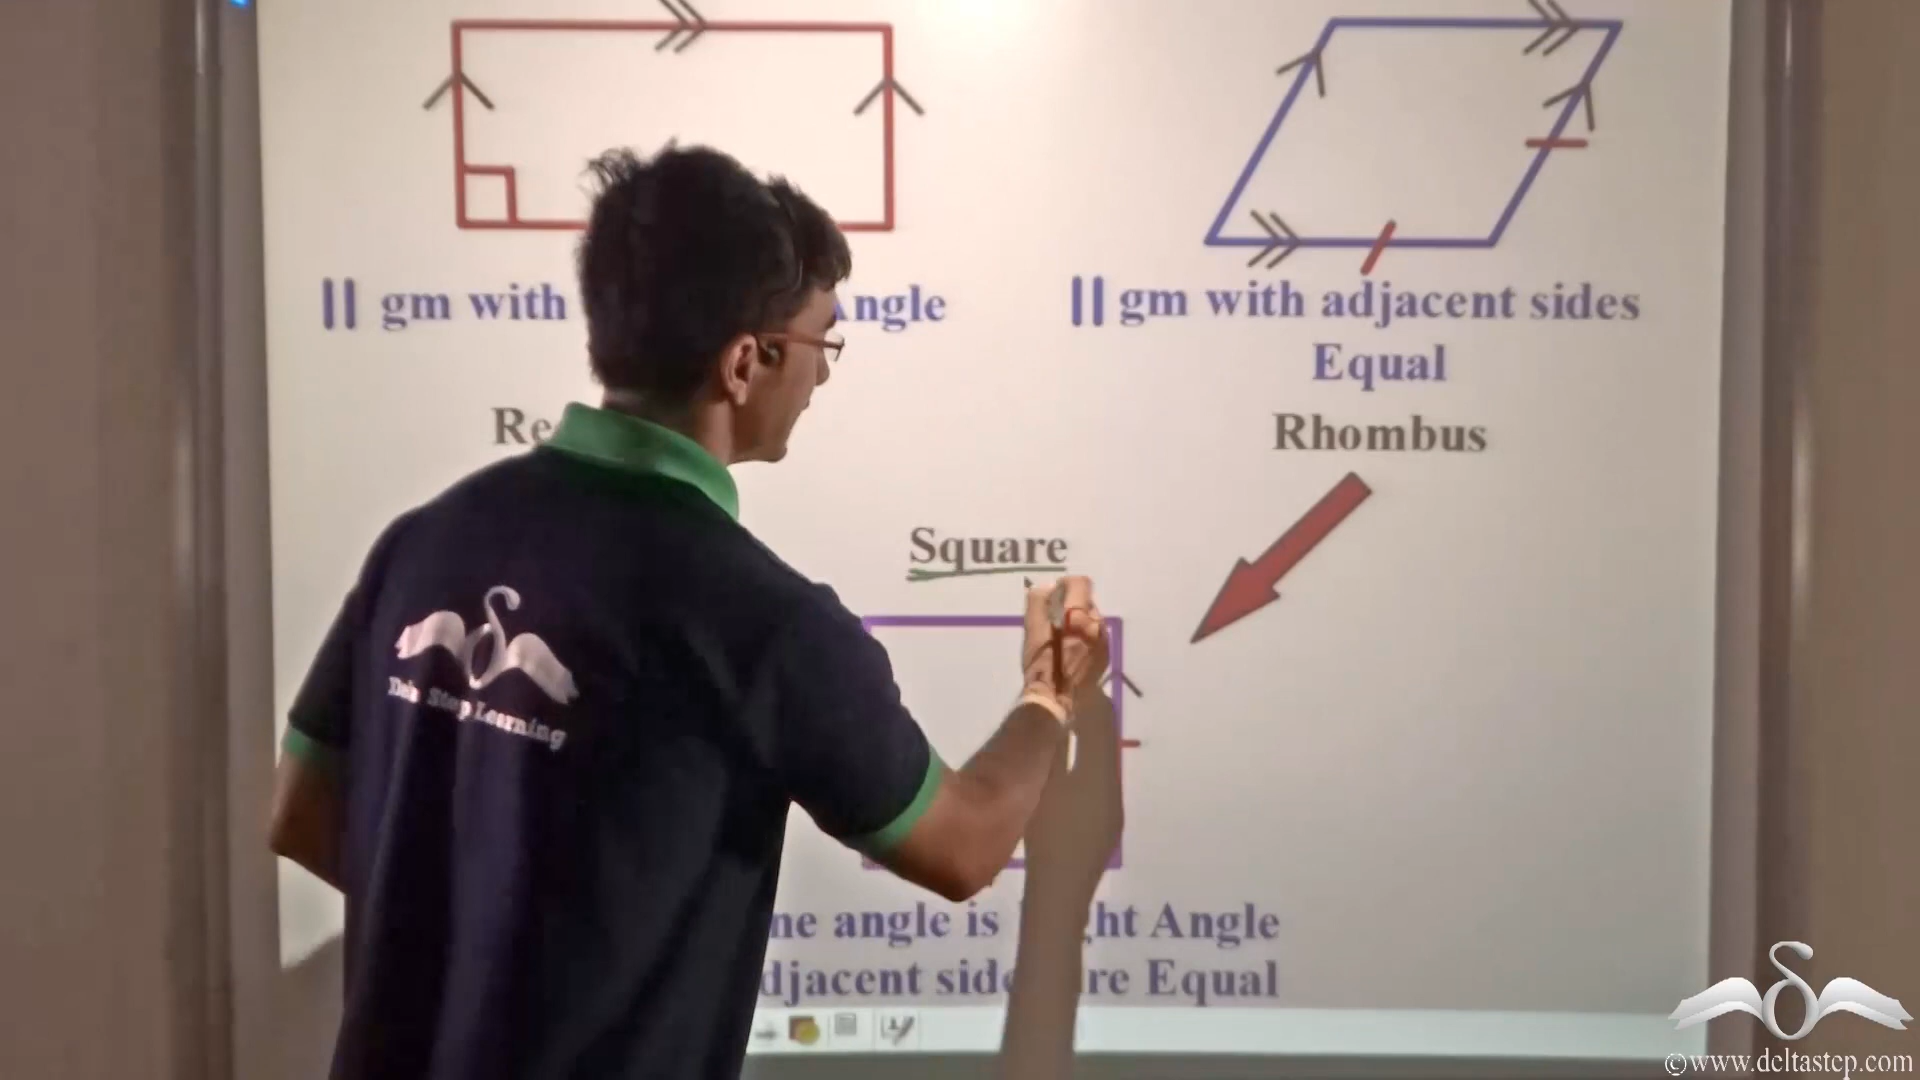 || gm with ngle
|| gm with adjacent sides
Equal
Re
Rhombus
Square
ne angle is ht Angle
djacent side re Equal
Delta Step Learning
©www.deltastep.com